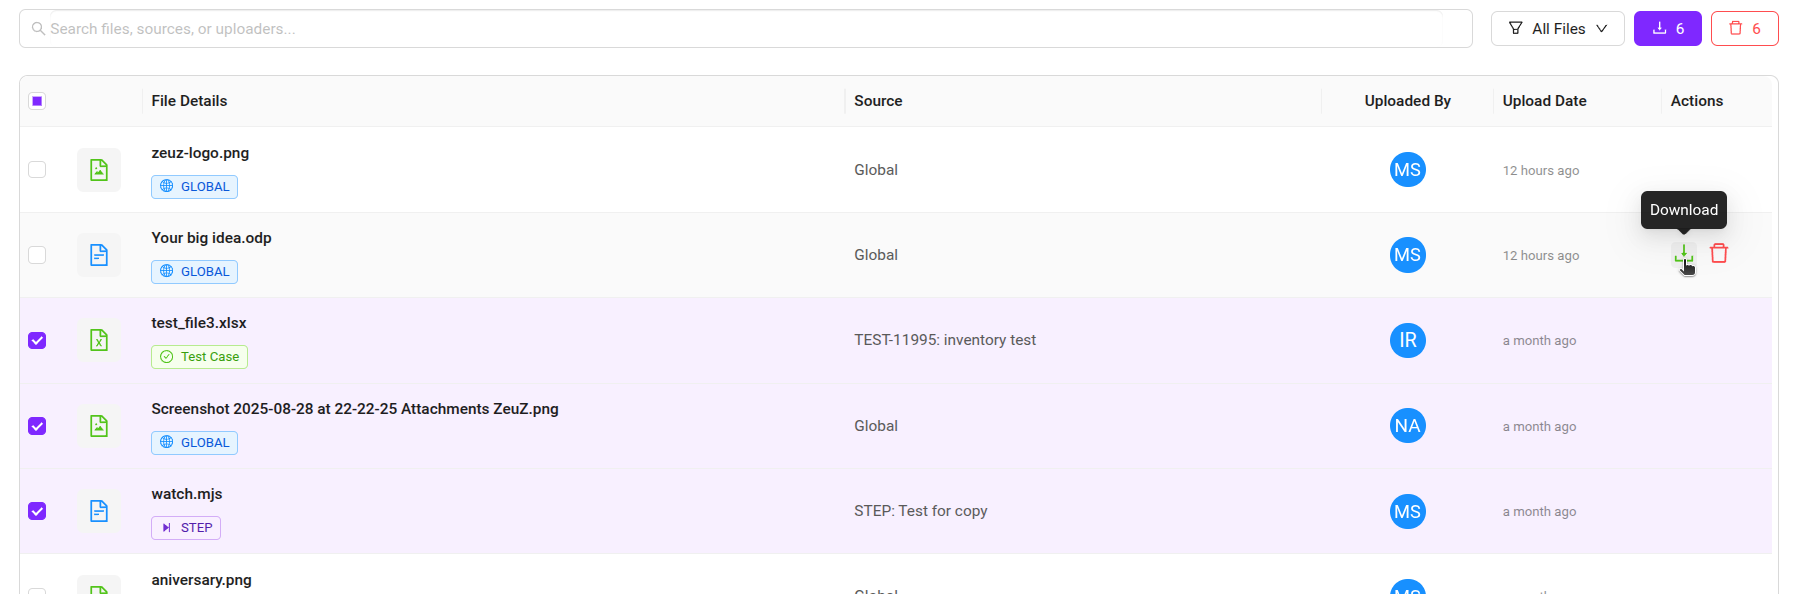 Search files, sources, or uploaders...
All Files
6
6
File Details
Source
Uploaded By
Upload Date
Actions
zeuz-logo.png
GLOBAL
Global
MS
12 hours ago
Download
Your big idea.odp
GLOBAL
Global
MS
12 hours ago
test_file3.xlsx
Test Case
TEST-11995: inventory test
IR
a month ago
Screenshot 2025-08-28 at 22-22-25 Attachments ZeuZ.png
GLOBAL
Global
NA
a month ago
watch.mjs
STEP
STEP: Test for copy
MS
a month ago
aniversary.png
Global
MS